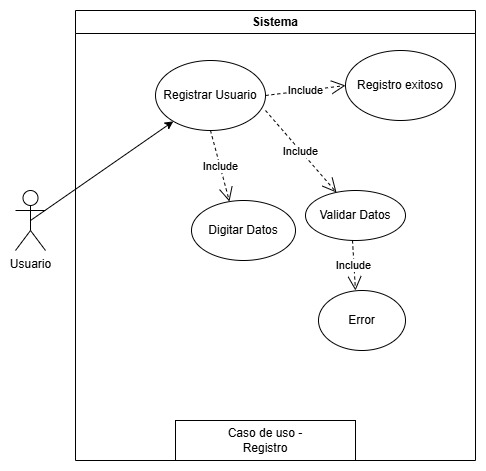 Sistema
Registrar Usuario
Include
Registro exitoso
Include
Include
Digitar Datos
Validar Datos
Usuario
Include
Error
Caso de uso -
Registro